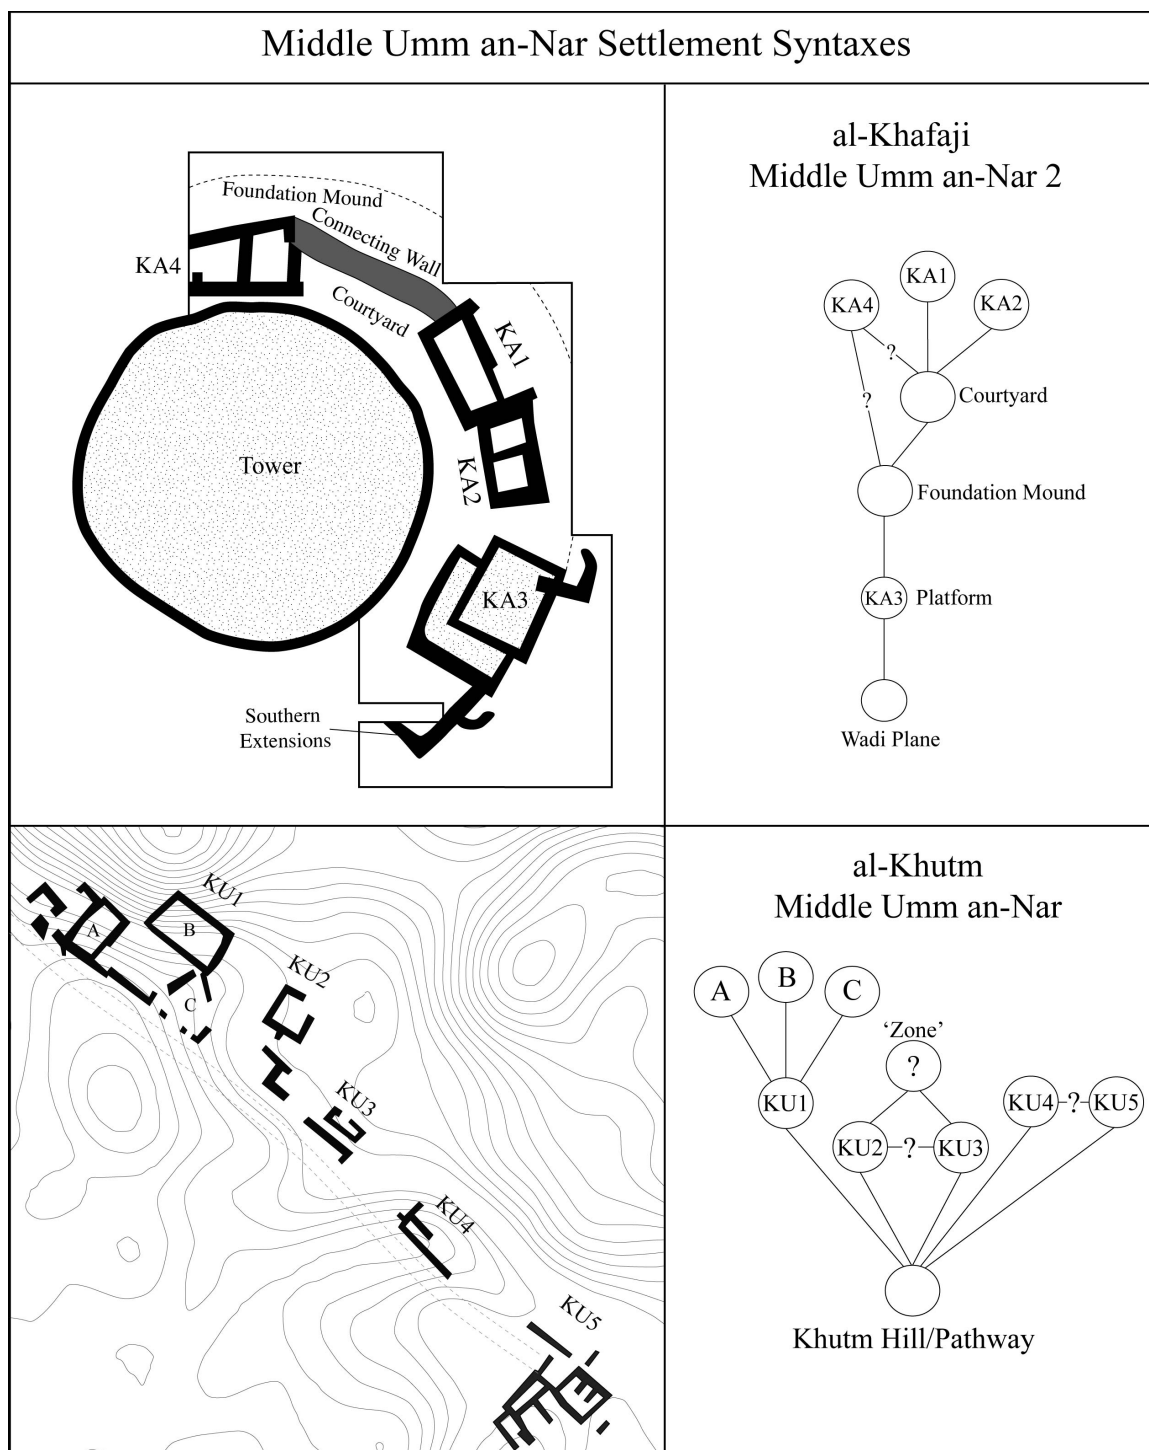 Middle Umm an-Nar Settlement Syntaxes
Foundation Mound
Connecting Wall
KA4
Courtyard
KA1
Tower
KA2
KA3
Southern
Extensions
al-Khafaji
Middle Umm an-Nar 2
KA1
KA4
KA2
?
?
Courtyard
Foundation Mound
KA3
Platform
Wadi Plane
KU1
A
B
C
KU2
KU3
KU4
KU5
al-Khutm
Middle Umm an-Nar
A
B
C
‘Zone’
?
KU1
KU4
?
KU5
KU2
?
KU3
Khutm Hill/Pathway